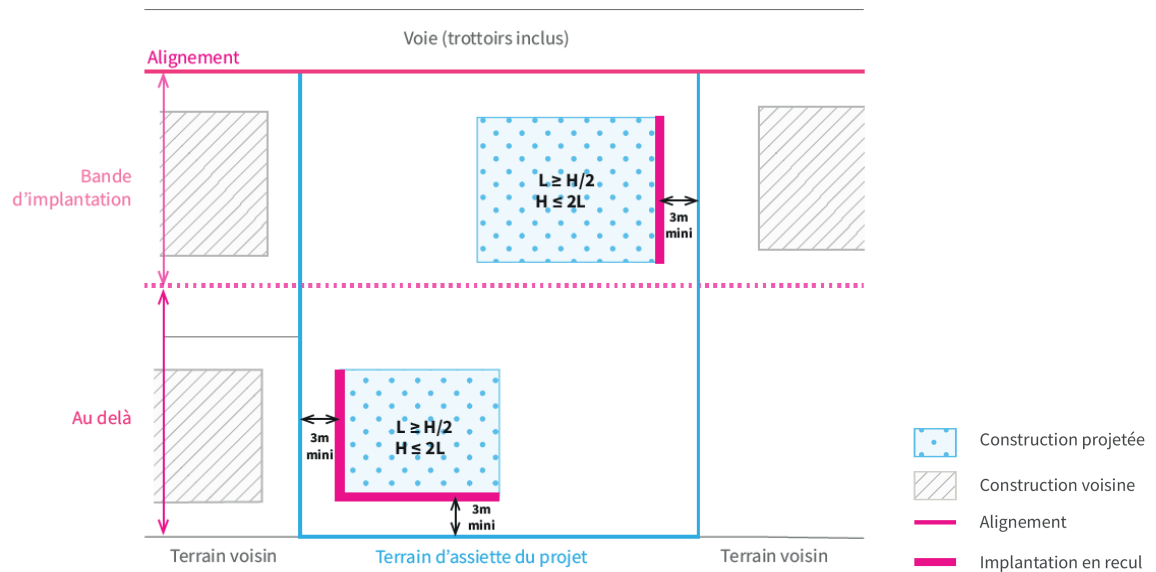 Voie (trottoirs inclus)
Alignement
Bande
d'implantation
L ≥ H/2
H ≤ 2L
3m
mini
Au delà
L ≥ H/2
H ≤ 2L
3m
mini
3m
mini
Terrain voisin
Terrain d'assiette du projet
Terrain voisin
Construction projetée
Construction voisine
Alignement
Implantation en recul